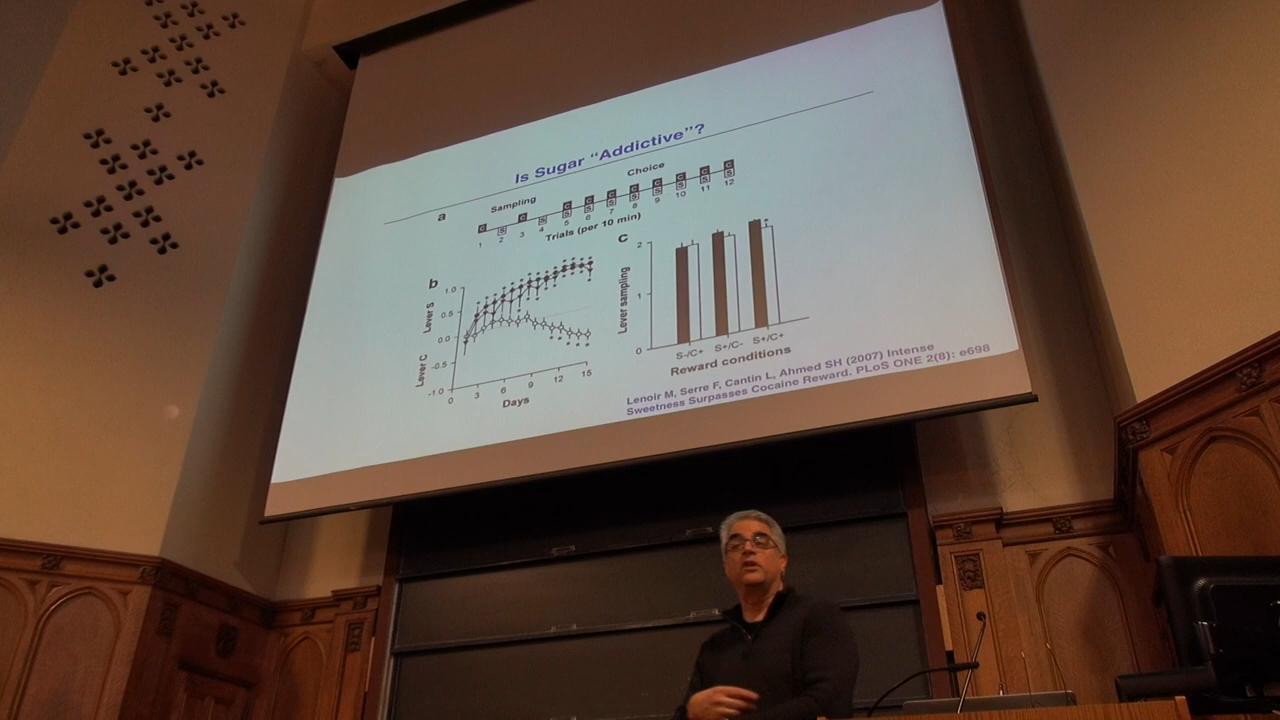 Is Sugar “Addictive”?
a
Sampling
Choice
C S C S C S C S C S C S C S C S C S C S
1 2 3 4 5 6 7 8 9 10 11 12
Trials (per 10 min)
b
Lever S
Lever C
1.0
0.5
0.0
-0.5
-1.0
0 3 6 9 12 15
Days
c
Lever sampling
2
1
0
S-/C+ S+/C- S+/C+
Reward conditions
Lenoir M, Serre F, Cantin L, Ahmed SH (2007) Intense
Sweetness Surpasses Cocaine Reward. PLoS ONE 2(8): e698